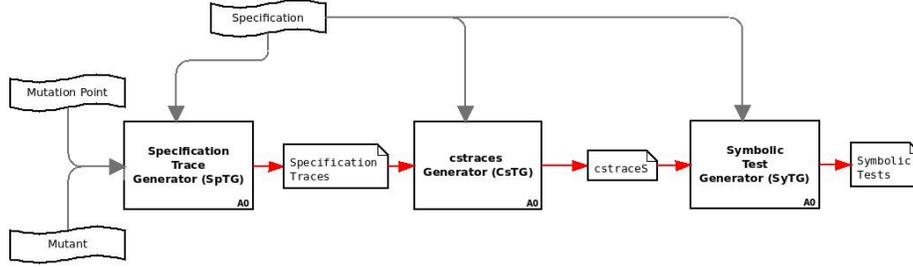 Specification
Mutation Point
Specification
Trace
Generator (SpTG)
A0
Specification
Traces
cstraces
Generator (CsTG)
A0
cstraceS
Symbolic
Test
Generator (SyTG)
A0
Symbolic
Tests
Mutant